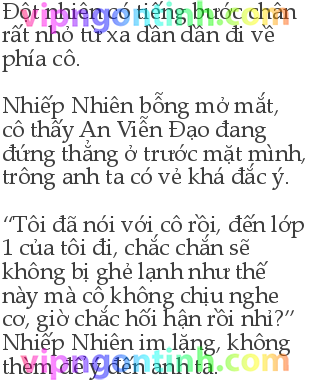 Đột nhiên có tiếng bước chân
rất nhỏ từ xa dần dần đi về
phía cô.
Nhiếp Nhiên bỗng mở mắt,
cô thấy An Viễn Đạo đang
đứng thẳng ở trước mặt mình,
trông anh ta có vẻ khá đắc ý.
“Tôi đã nói với cô rồi, đến lớp
1 của tôi đi, chắc chắn sẽ
không bị ghẻ lạnh như thế
này mà cô không chịu nghe
cơ, giờ chắc hối hận rồi nhỉ?”
Nhiếp Nhiên im lặng, không
thèm để ý đến anh ta.
vipngontinh.com
vipngontinh.com